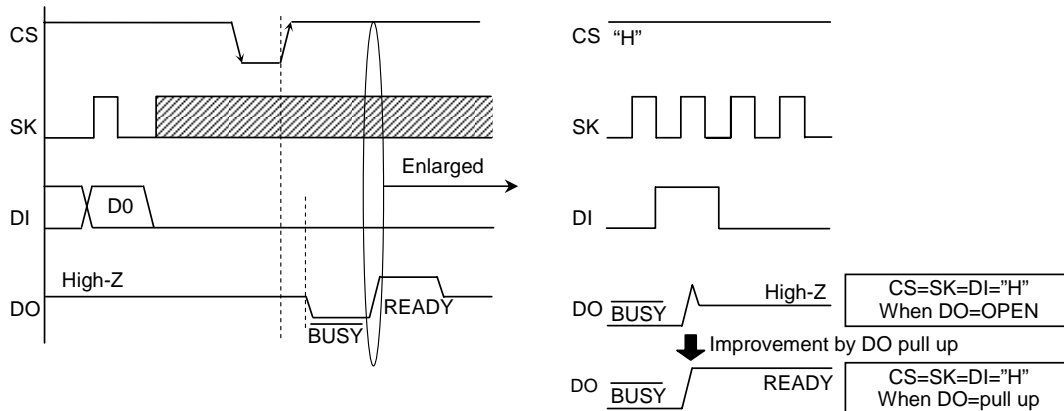 CS
SK
DI
D0
DO
High-Z
BUSY
READY
Enlarged
CS "H"
SK
DI
DO BUSY High-Z
CS=SK=DI="H"
When DO=OPEN
Improvement by DO pull up
DO BUSY READY
CS=SK=DI="H"
When DO=pull up